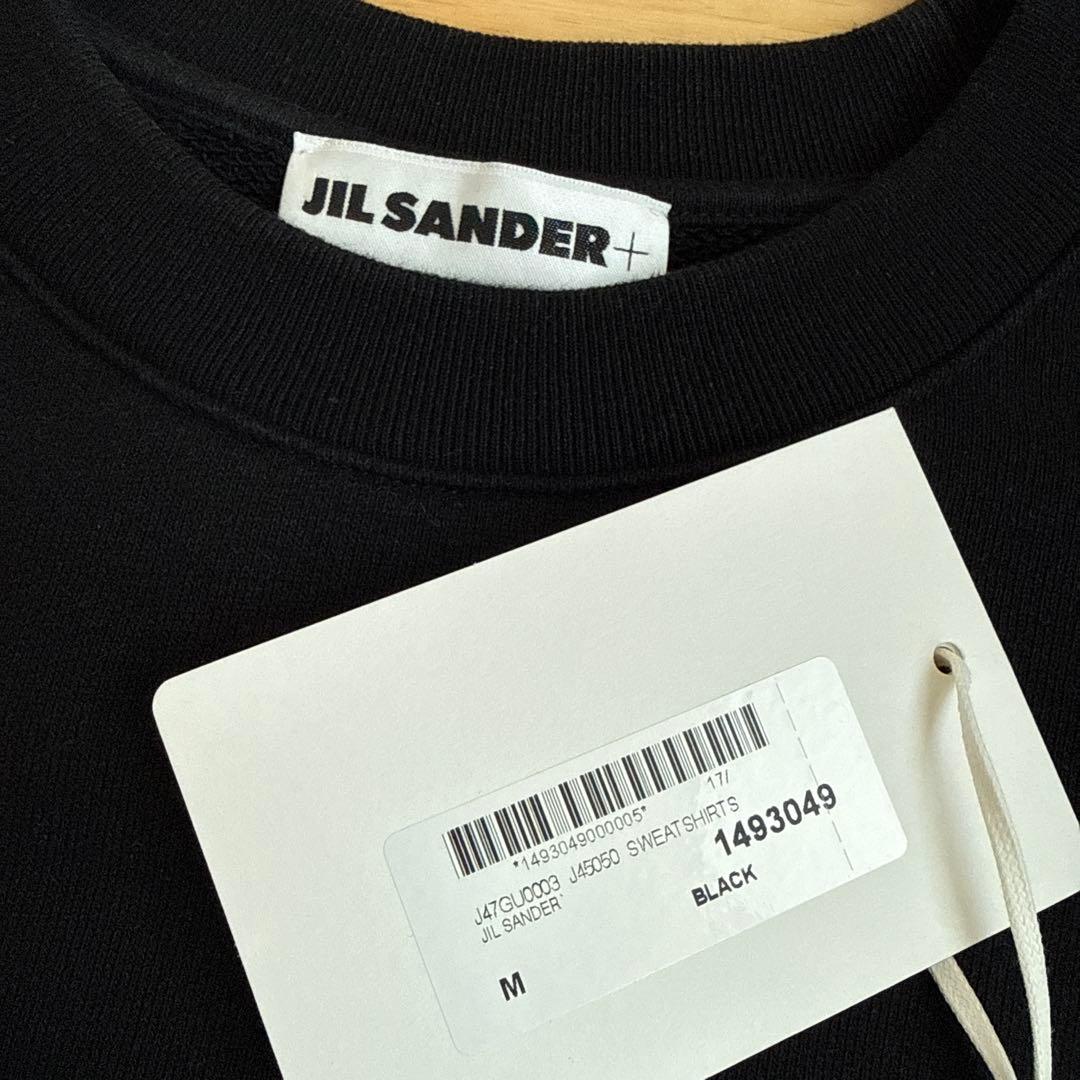 JIL SANDER+
17/
*1493049000005*
J47GU0003 J45050 SWEATSHIRTS
JIL SANDER`
1493049
BLACK
M